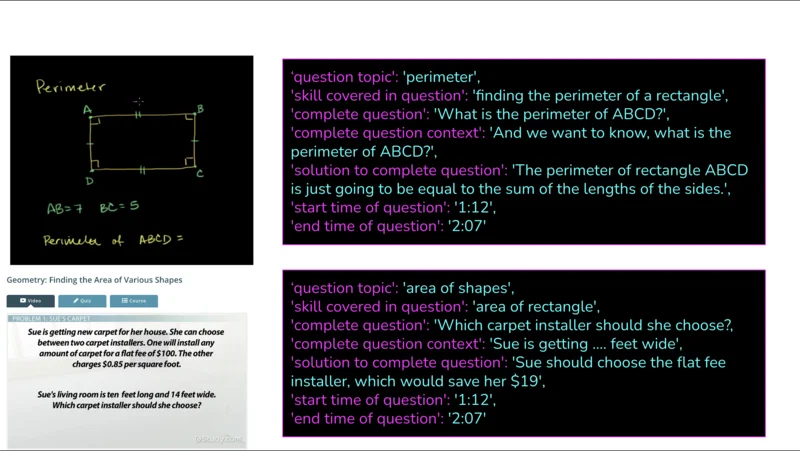 Perimeter
A
B
D
C
AB=7 BC=5
Perimeter of ABCD =
Geometry: Finding the Area of Various Shapes
Video
Quiz
Course
PROBLEM 1: SUE'S CARPET
Sue is getting new carpet for her house. She can choose
between two carpet installers. One will install any
amount of carpet for a flat fee of $100. The other
charges $0.85 per square foot.
Sue's living room is ten feet long and 14 feet wide.
Which carpet installer should she choose?
Study.com
'question topic': 'perimeter',
'skill covered in question': 'finding the perimeter of a rectangle',
'complete question': 'What is the perimeter of ABCD?',
'complete question context': 'And we want to know, what is the
perimeter of ABCD?',
'solution to complete question': 'The perimeter of rectangle ABCD
is just going to be equal to the sum of the lengths of the sides.',
'start time of question': '1:12',
'end time of question': '2:07'
'question topic': 'area of shapes',
'skill covered in question': 'area of rectangle',
'complete question': 'Which carpet installer should she choose?,
'complete question context': 'Sue is getting .... feet wide',
'solution to complete question': 'Sue should choose the flat fee
installer, which would save her $19',
'start time of question': '1:12',
'end time of question': '2:07'